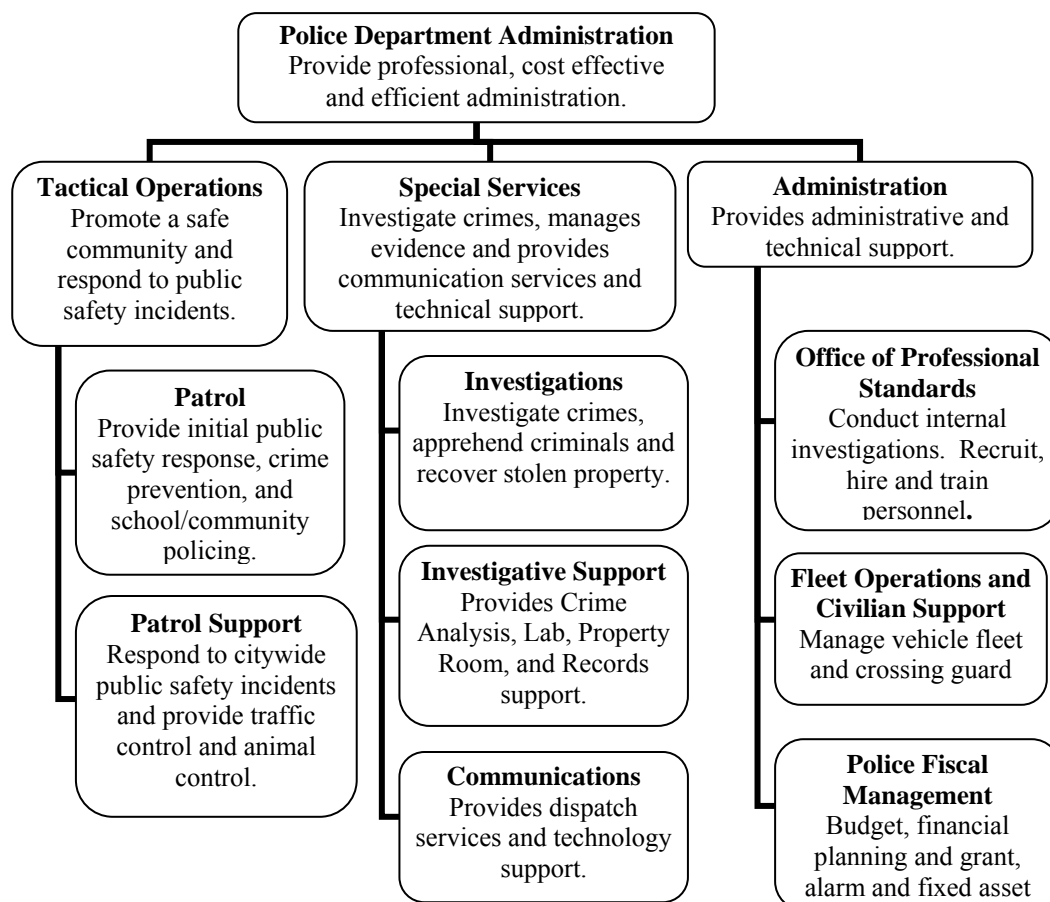 Police Department Administration
Provide professional, cost effective
and efficient administration.
Tactical Operations
Promote a safe
community and
respond to public
safety incidents.
Patrol
Provide initial public
safety response, crime
prevention, and
school/community
policing.
Patrol Support
Respond to citywide
public safety incidents
and provide traffic
control and animal
control.
Special Services
Investigate crimes, manages
evidence and provides
communication services and
technical support.
Investigations
Investigate crimes,
apprehend criminals and
recover stolen property.
Investigative Support
Provides Crime
Analysis, Lab, Property
Room, and Records
support.
Communications
Provides dispatch
services and technology
support.
Administration
Provides administrative and
technical support.
Office of Professional
Standards
Conduct internal
investigations.  Recruit,
hire and train
personnel.
Fleet Operations and
Civilian Support
Manage vehicle fleet
and crossing guard
Police Fiscal
Management
Budget, financial
planning and grant,
alarm and fixed asset